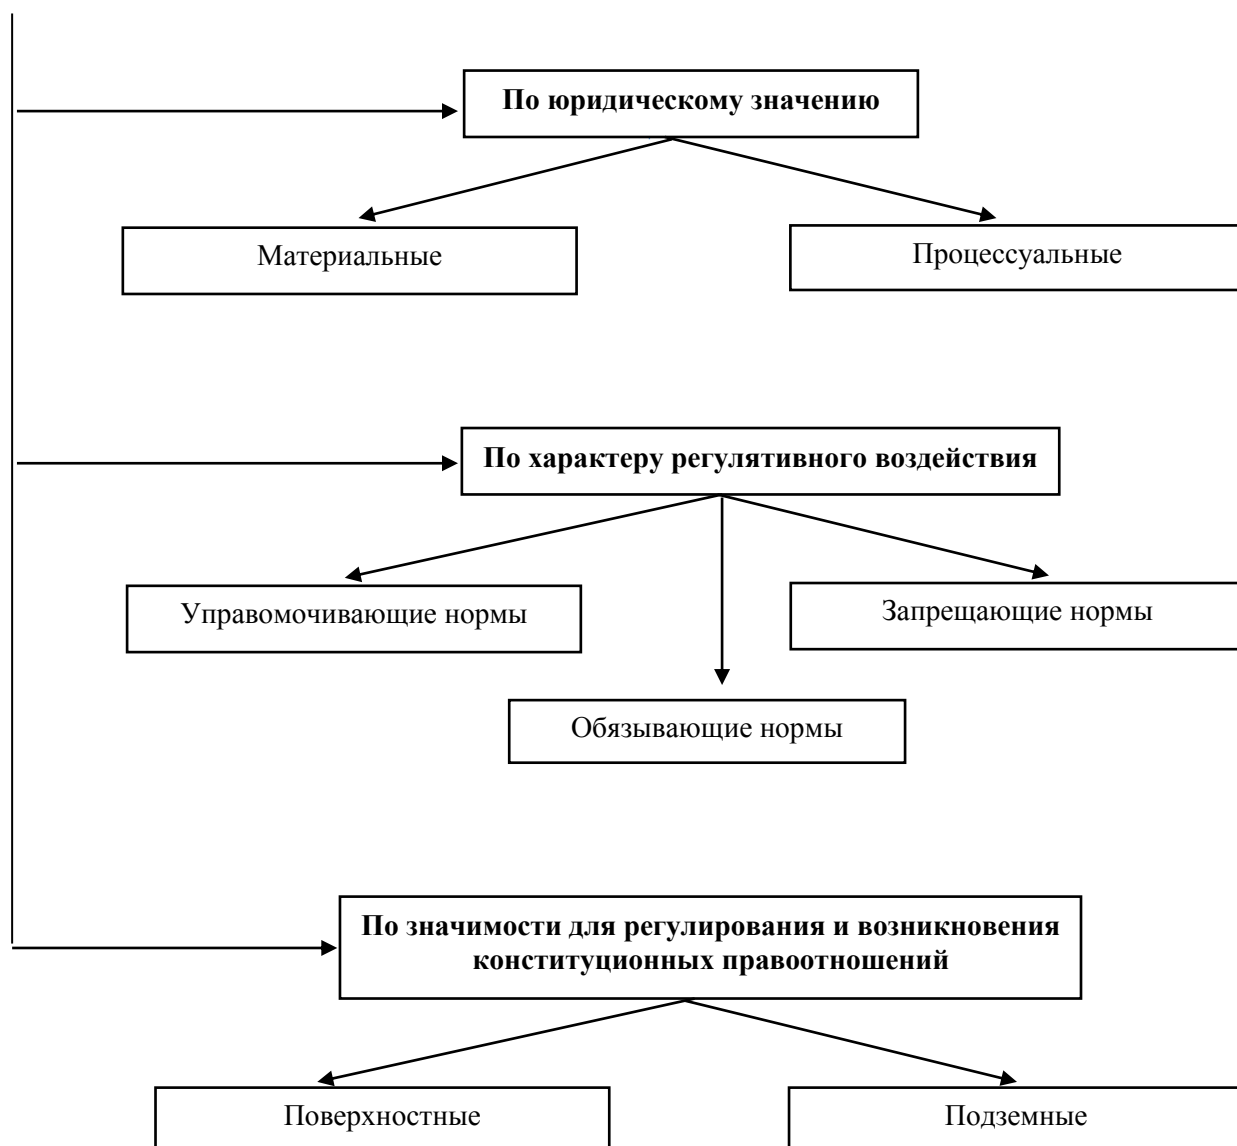 По юридическому значению
Материальные
Процессуальные
По характеру регулятивного воздействия
Управомочивающие нормы
Запрещающие нормы
Обязывающие нормы
По значимости для регулирования и возникновения
конституционных правоотношений
Поверхностные
Подземные